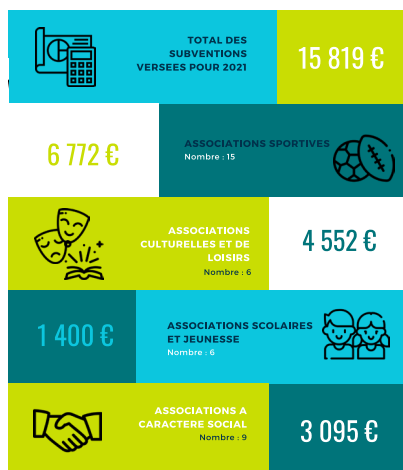 TOTAL DES
SUBVENTIONS
VERSEES POUR 2021
15 819 €
6 772 €
ASSOCIATIONS SPORTIVES
Nombre : 15
ASSOCIATIONS
CULTURELLES ET DE
LOISIRS
Nombre : 6
4 552 €
1 400 €
ASSOCIATIONS SCOLAIRES
ET JEUNESSE
Nombre : 6
ASSOCIATIONS A
CARACTERE SOCIAL
Nombre : 9
3 095 €